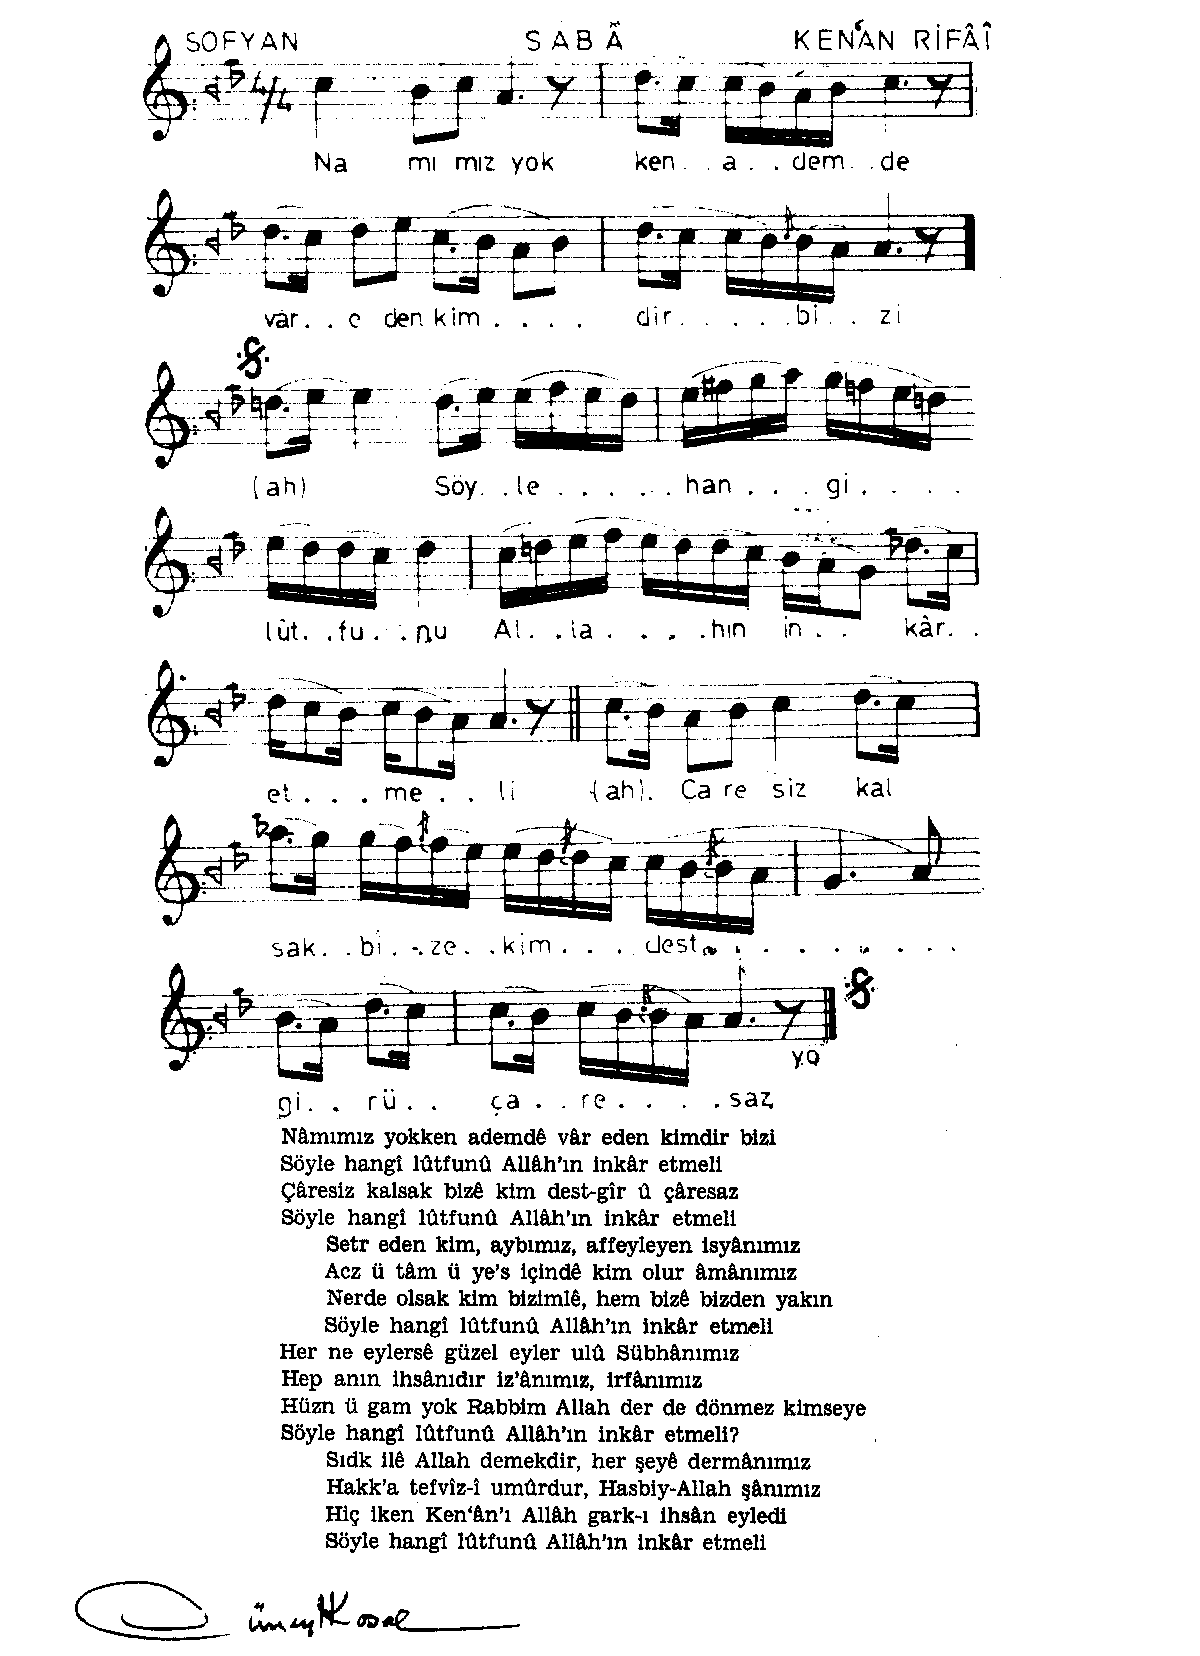 SOFYAN SABÂ KEN'AN RİFÂÎ
4/4
Na mı mız yok ken . . a . . dem . . de
vâr . . e den kim . . . . dir . . . . . bi . . zi
(ah) Söy . . le . . . . . han . . . gi . . . .
lût . . fu . . nu Al . . la . . . . hın in . . kâr . .
et . . . me . . li (ah). Ca re siz kal
sak . . bi . . ze . . kim . . . dest . . . . . . . .
gi . . rü . . ça . . re . . . . saz
Nâmımız yokken ademdê vâr eden kimdir bizi
Söyle hangî lûtfunû Allâh'ın inkâr etmeli
Çâresiz kalsak bizê kim dest-gîr û çâresaz
Söyle hangî lûtfunû Allâh'ın inkâr etmeli
Setr eden kim, aybımız, affeyleyen isyânımız
Acz ü tâm ü ye's içindê kim olur âmânımız
Nerde olsak kim bizimlê, hem bizê bizden yakın
Söyle hangî lûtfunû Allâh'ın inkâr etmeli
Her ne eylersê güzel eyler ulû Sübhânımız
Hep anın ihsânıdır iz'ânımız, irfânımız
Hüzn ü gam yok Rabbim Allah der de dönmez kimseye
Söyle hangî lûtfunû Allâh'ın inkâr etmeli?
Sıdk ilê Allah demekdir, her şeyê dermânımız
Hakk'a tefvîz-î umûrdur, Hasbiy-Allah şânımız
Hiç iken Ken'ân'ı Allâh gark-ı ihsân eyledi
Söyle hangî lûtfunû Allâh'ın inkâr etmeli
Cüneyt Kosal